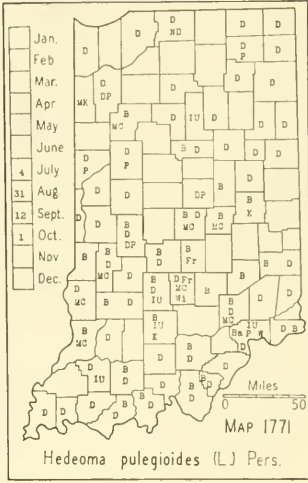 Jan.
Feb
Mar.
Apr
May
June
4 July
31 Aug
12 Sept.
1 Oct.
Nov
Dec.
D D D D ND D D D
D D D P
MK DP D D D
B MC IU D D D
D P D P B D D D
D D D DP B K
D B D B D MC B MC
B D DP
B D MC B D B Fr B D
D MC B D IU D Fr MC Wi B B D MC D D
B MC D B IU K Ba IU P W D B
D D
IU B D B D
D D D D B D B D B D
Miles
0 50
MAP 1771
Hedeoma pulegioides (L.) Pers.